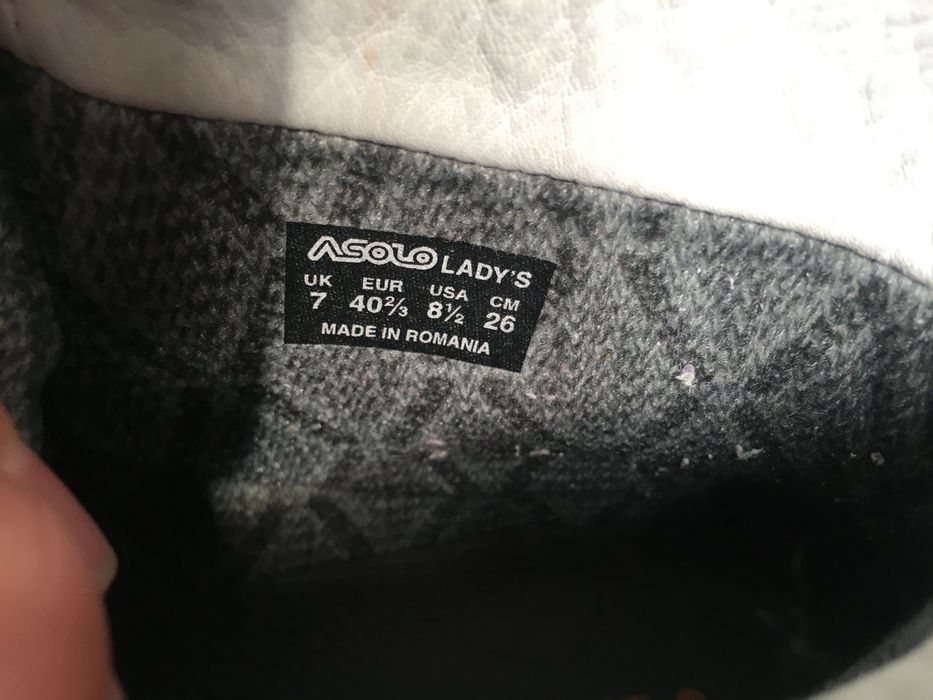 ASOLO LADY'S
UK EUR USA CM
7 40⅔ 8½ 26
MADE IN ROMANIA